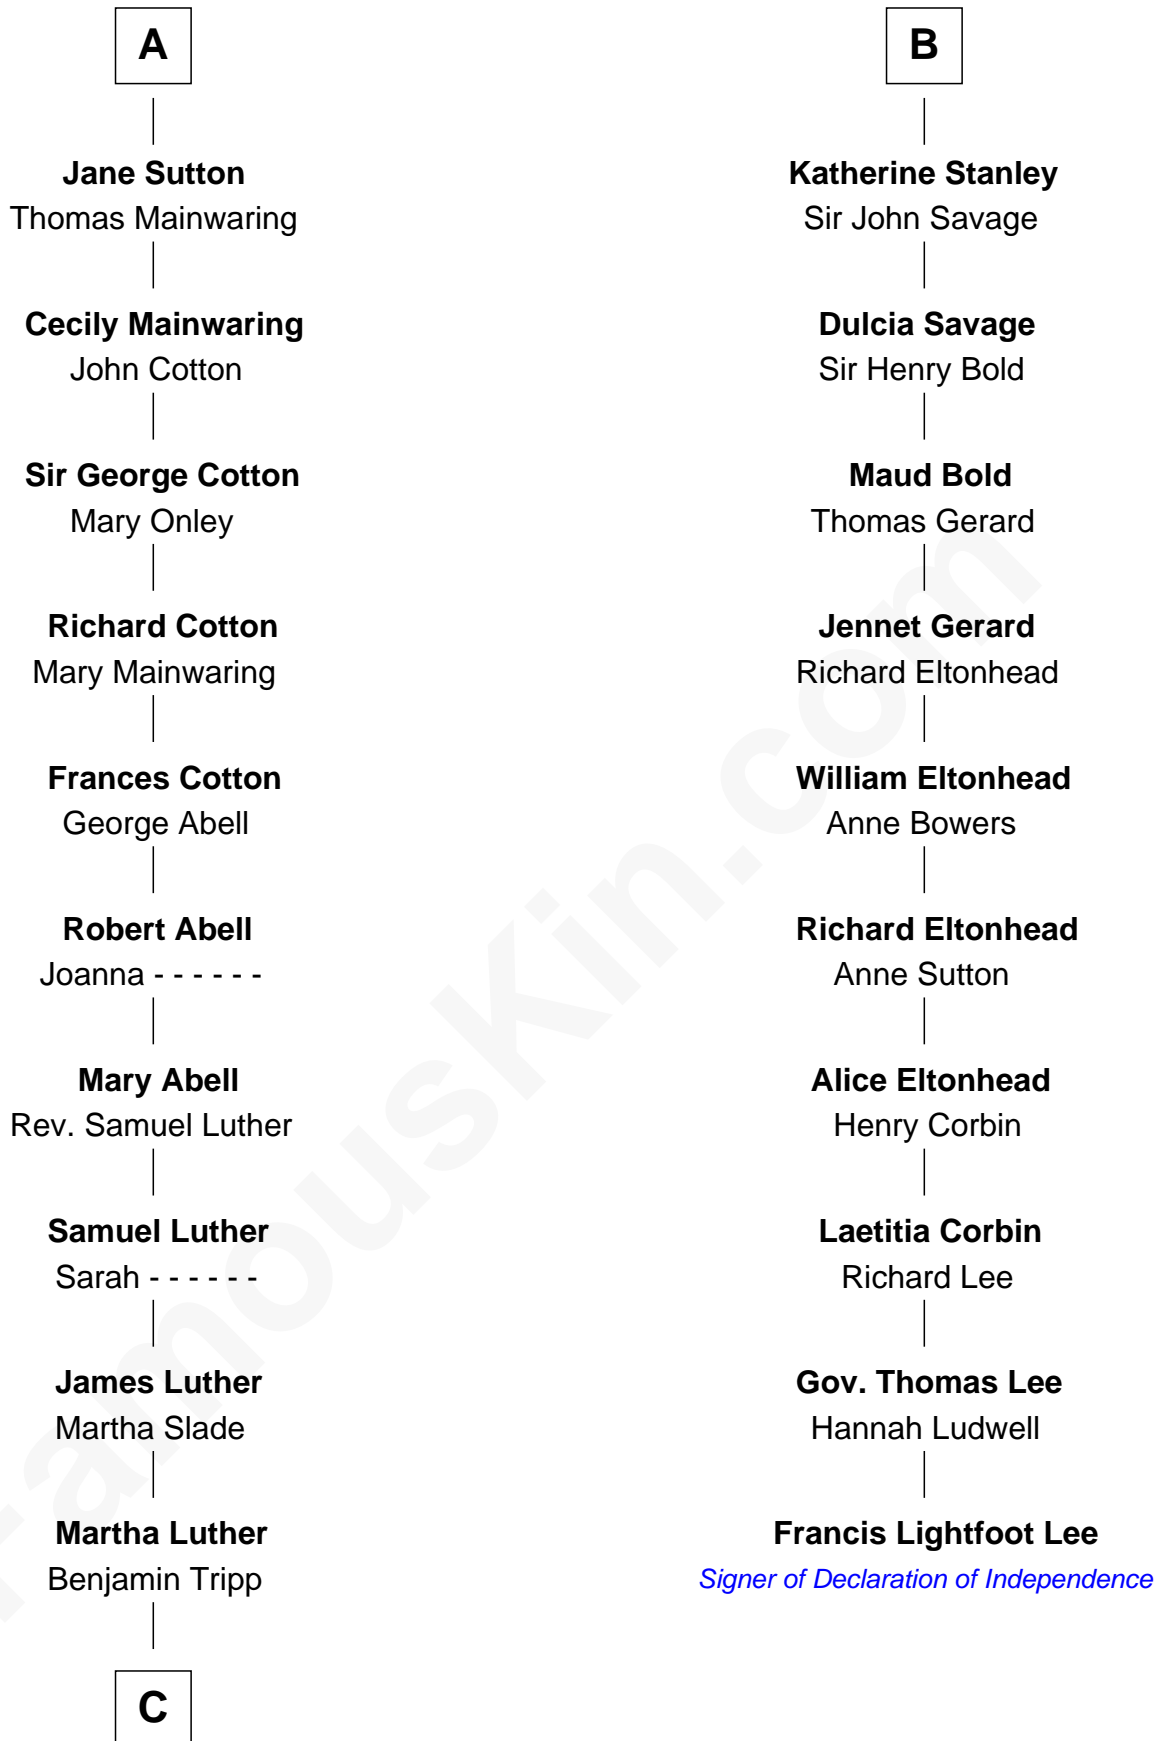 A
Jane Sutton
Thomas Mainwaring
Cecily Mainwaring
John Cotton
Sir George Cotton
Mary Onley
Richard Cotton
Mary Mainwaring
Frances Cotton
George Abell
Robert Abell
Joanna - - - - - -
Mary Abell
Rev. Samuel Luther
Samuel Luther
Sarah - - - - - -
James Luther
Martha Slade
Martha Luther
Benjamin Tripp
C
B
Katherine Stanley
Sir John Savage
Dulcia Savage
Sir Henry Bold
Maud Bold
Thomas Gerard
Jennet Gerard
Richard Eltonhead
William Eltonhead
Anne Bowers
Richard Eltonhead
Anne Sutton
Alice Eltonhead
Henry Corbin
Laetitia Corbin
Richard Lee
Gov. Thomas Lee
Hannah Ludwell
Francis Lightfoot Lee
Signer of Declaration of Independence
FamousKin.com